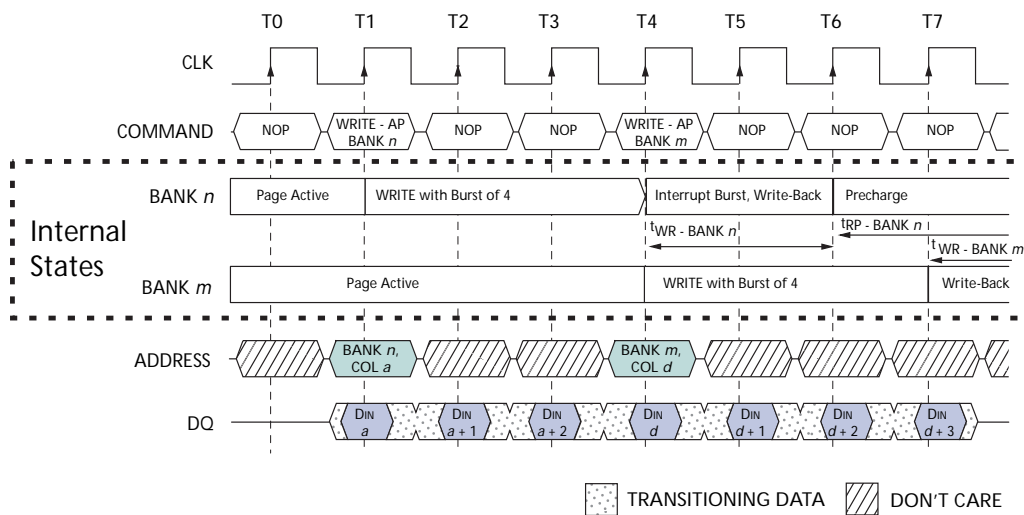 T0 T1 T2 T3 T4 T5 T6 T7
CLK
COMMAND NOP WRITE - AP BANK n NOP NOP WRITE - AP BANK m NOP NOP NOP
Internal States
BANK n Page Active WRITE with Burst of 4 Interrupt Burst, Write-Back Precharge
tWR - BANK n tRP - BANK n
tWR - BANK m
BANK m Page Active WRITE with Burst of 4 Write-Back
ADDRESS BANK n, COL a BANK m, COL d
DQ DIN a DIN a + 1 DIN a + 2 DIN d DIN d + 1 DIN d + 2 DIN d + 3
TRANSITIONING DATA DON'T CARE